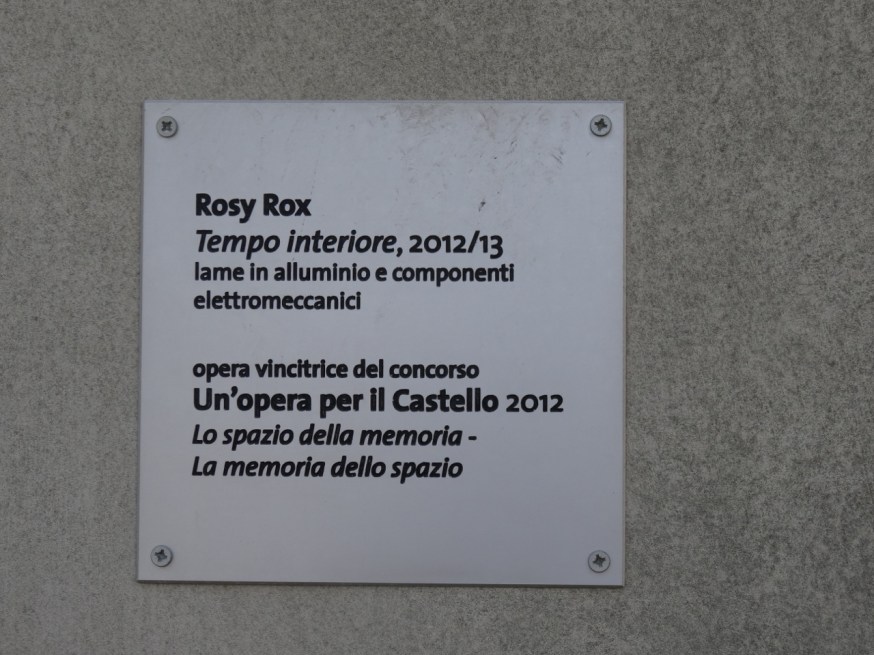 Rosy Rox
Tempo interiore, 2012/13
lame in alluminio e componenti
elettromeccanici
opera vincitrice del concorso
Un'opera per il Castello 2012
Lo spazio della memoria -
La memoria dello spazio